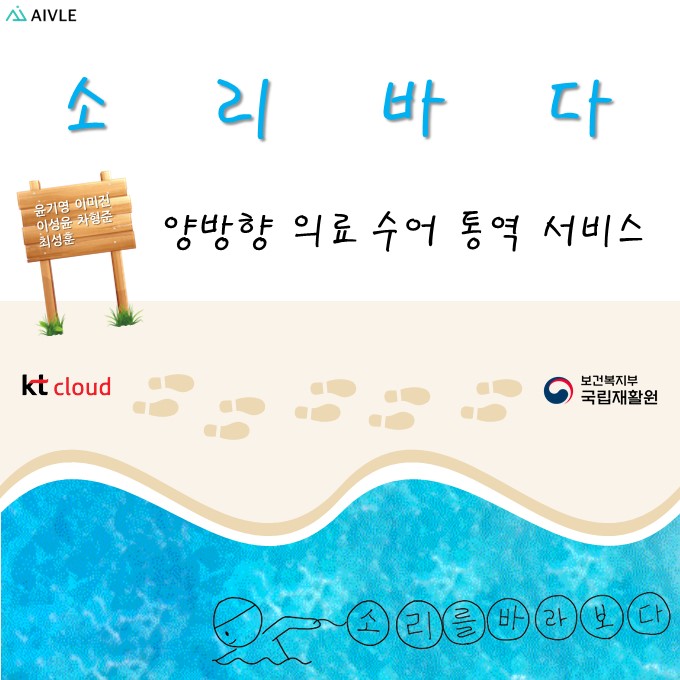 AIVLE
소리바다
윤기영 이미진
이성윤 차형준
최성훈
양방향 의료 수어 통역 서비스
kt cloud
보건복지부
국립재활원
소리를바라보다